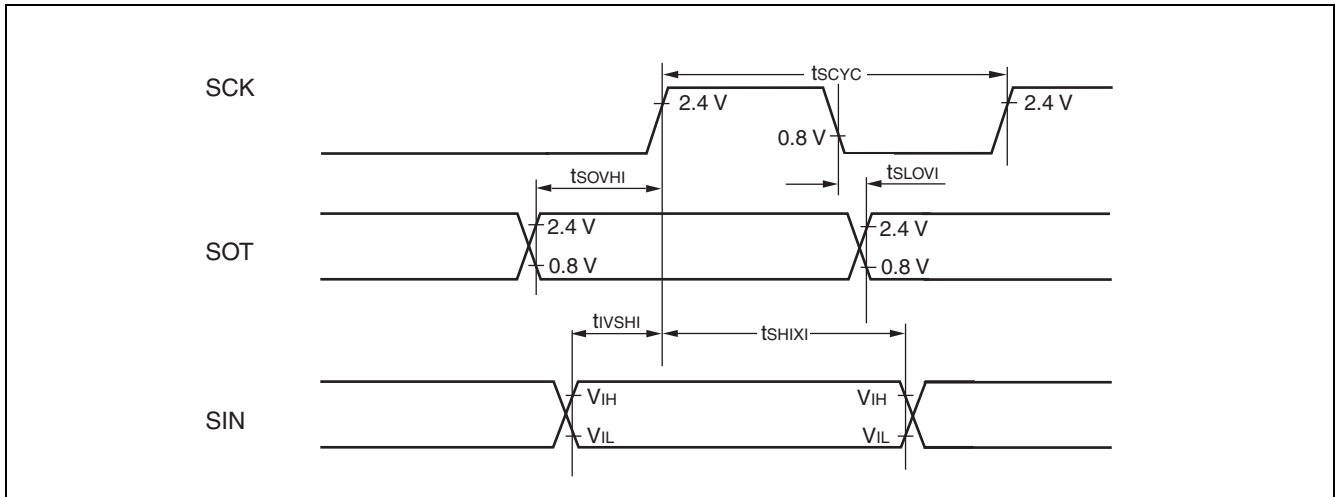 tSCYC
SCK
2.4 V
2.4 V
0.8 V
tSOVHI
tSLOVI
2.4 V
2.4 V
SOT
0.8 V
0.8 V
tIVSHI
tSHIXI
VIH
VIH
SIN
VIL
VIL